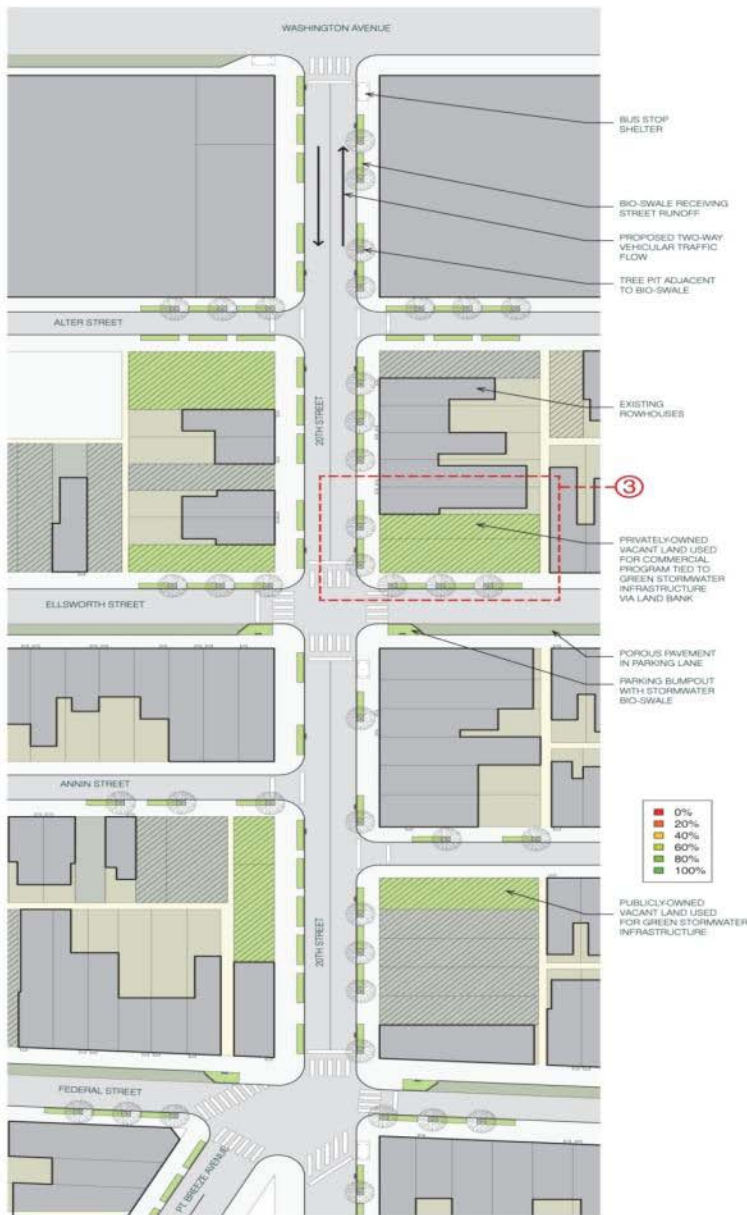 WASHINGTON AVENUE
BUS STOP
SHELTER
BIO-SWALE RECEIVING
STREET RUNOFF
PROPOSED TWO-WAY
VEHICULAR TRAFFIC
FLOW
TREE PIT ADJACENT
TO BIO-SWALE
ALTER STREET
20TH STREET
EXISTING
ROWHOUSES
3
PRIVATELY-OWNED
VACANT LAND USED
FOR COMMERCIAL
PROGRAM TIED TO
GREEN STORMWATER
INFRASTRUCTURE
VIA LAND BANK
ELLSWORTH STREET
POROUS PAVEMENT
IN PARKING LANE
PARKING BUMPOUT
WITH STORMWATER
BIO-SWALE
ANNIN STREET
0%
20%
40%
60%
80%
100%
PUBLICLY-OWNED
VACANT LAND USED
FOR GREEN STORMWATER
INFRASTRUCTURE
20TH STREET
FEDERAL STREET
PT. BREEZE AVENUE